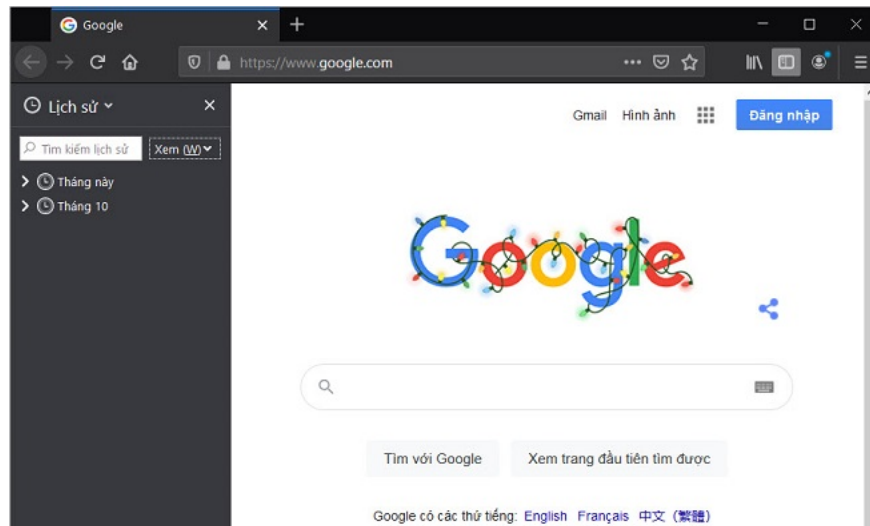 Google
https://www.google.com
Lịch sử
Tìm kiếm lịch sử
Xem (W)
Tháng này
Tháng 10
Gmail Hình ảnh
Đăng nhập
Google
Tìm với Google
Xem trang đầu tiên tìm được
Google có các thứ tiếng: English Français 中文 (繁體)